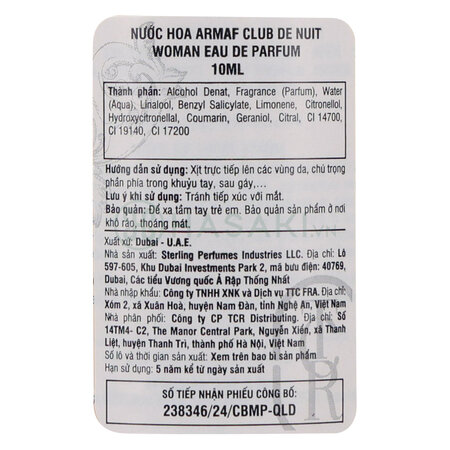 NƯỚC HOA ARMAF CLUB DE NUIT
WOMAN EAU DE PARFUM
10ML
Thành phần: Alcohol Denat, Fragrance (Parfum), Water
(Aqua), Linalool, Benzyl Salicylate, Limonene, Citronellol,
Hydroxycitronellal, Coumarin, Geraniol, Citral, CI 14700,
CI 19140, CI 17200
Hướng dẫn sử dụng: Xịt trực tiếp lên các vùng da, chú trọng
phần phía trong khuỷu tay, sau gáy,...
Lưu ý khi sử dụng: Tránh tiếp xúc với mắt.
Bảo quản: Để xa tầm tay trẻ em. Bảo quản sản phẩm ở nơi
khô ráo, thoáng mát.
HASAKI.VN
Xuất xứ: Dubai - U.A.E.
Nhà sản xuất: Sterling Perfumes Industries LLC. Địa chỉ: Lô
597-605, Khu Dubai Investments Park 2, mã bưu điện: 40769,
Dubai, Các tiểu Vương quốc Ả Rập Thống Nhất
Nhà nhập khẩu: Công ty TNHH XNK và Dịch vụ TTC FRA. Địa chỉ:
Xóm 2, xã Xuân Hoà, huyện Nam Đàn, tỉnh Nghệ An, Việt Nam
Nhà phân phối: Công ty CP TCR Distributing. Địa chỉ: Số
14TM4- C2, The Manor Central Park, Nguyễn Xiển, xã Thanh
Liệt, huyện Thanh Trì, thành phố Hà Nội, Việt Nam
Số lô và thời gian sản xuất: Xem trên bao bì sản phẩm
Hạn sử dụng: 5 năm kể từ ngày sản xuất
SỐ TIẾP NHẬN PHIẾU CÔNG BỐ:
238346/24/CBMP-QLD